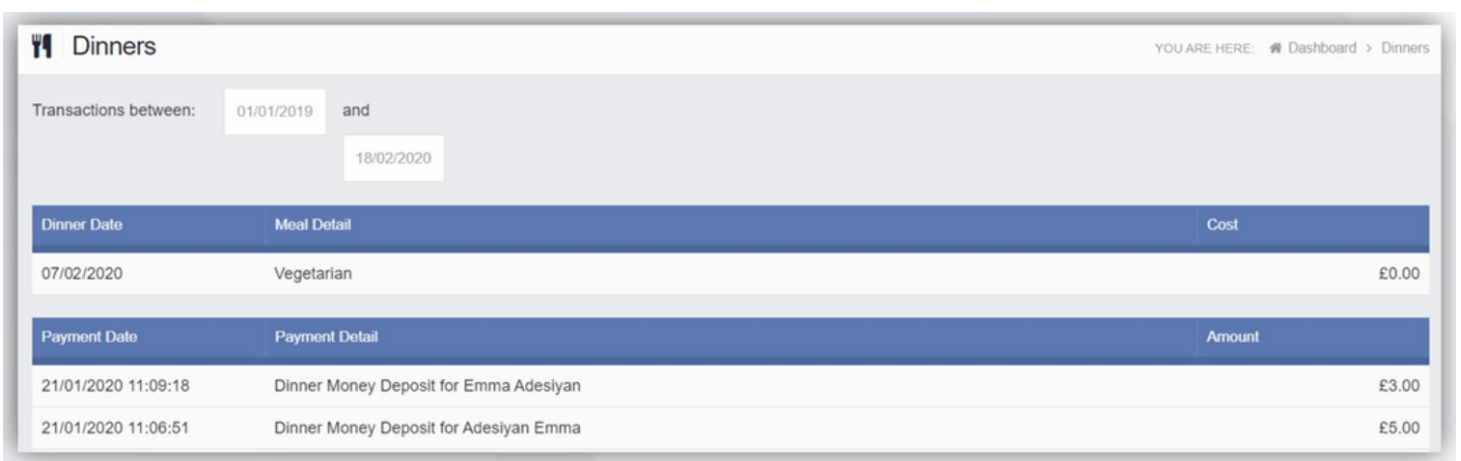 Dinners YOU ARE HERE: Dashboard > Dinners
Transactions between: 01/01/2019 and
18/02/2020
Dinner Date Meal Detail Cost
07/02/2020 Vegetarian £0.00
Payment Date Payment Detail Amount
21/01/2020 11:09:18 Dinner Money Deposit for Emma Adesiyan £3.00
21/01/2020 11:06:51 Dinner Money Deposit for Adesiyan Emma £5.00